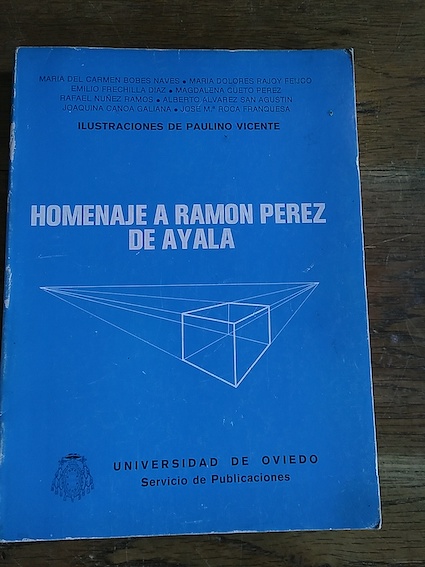 MARIA DEL CARMEN BOBES NAVES · MARIA DOLORES RAJOY FEIJOO
EMILIO FRECHILLA DIAZ · MAGDALENA CUETO PEREZ
RAFAEL NUÑEZ RAMOS · ALBERTO ALVAREZ SAN AGUSTIN
JOAQUINA CANOA GALIANA · JOSE Mª ROCA FRANQUESA
ILUSTRACIONES DE PAULINO VICENTE
HOMENAJE A RAMON PEREZ
DE AYALA
UNIVERSIDAD DE OVIEDO
Servicio de Publicaciones